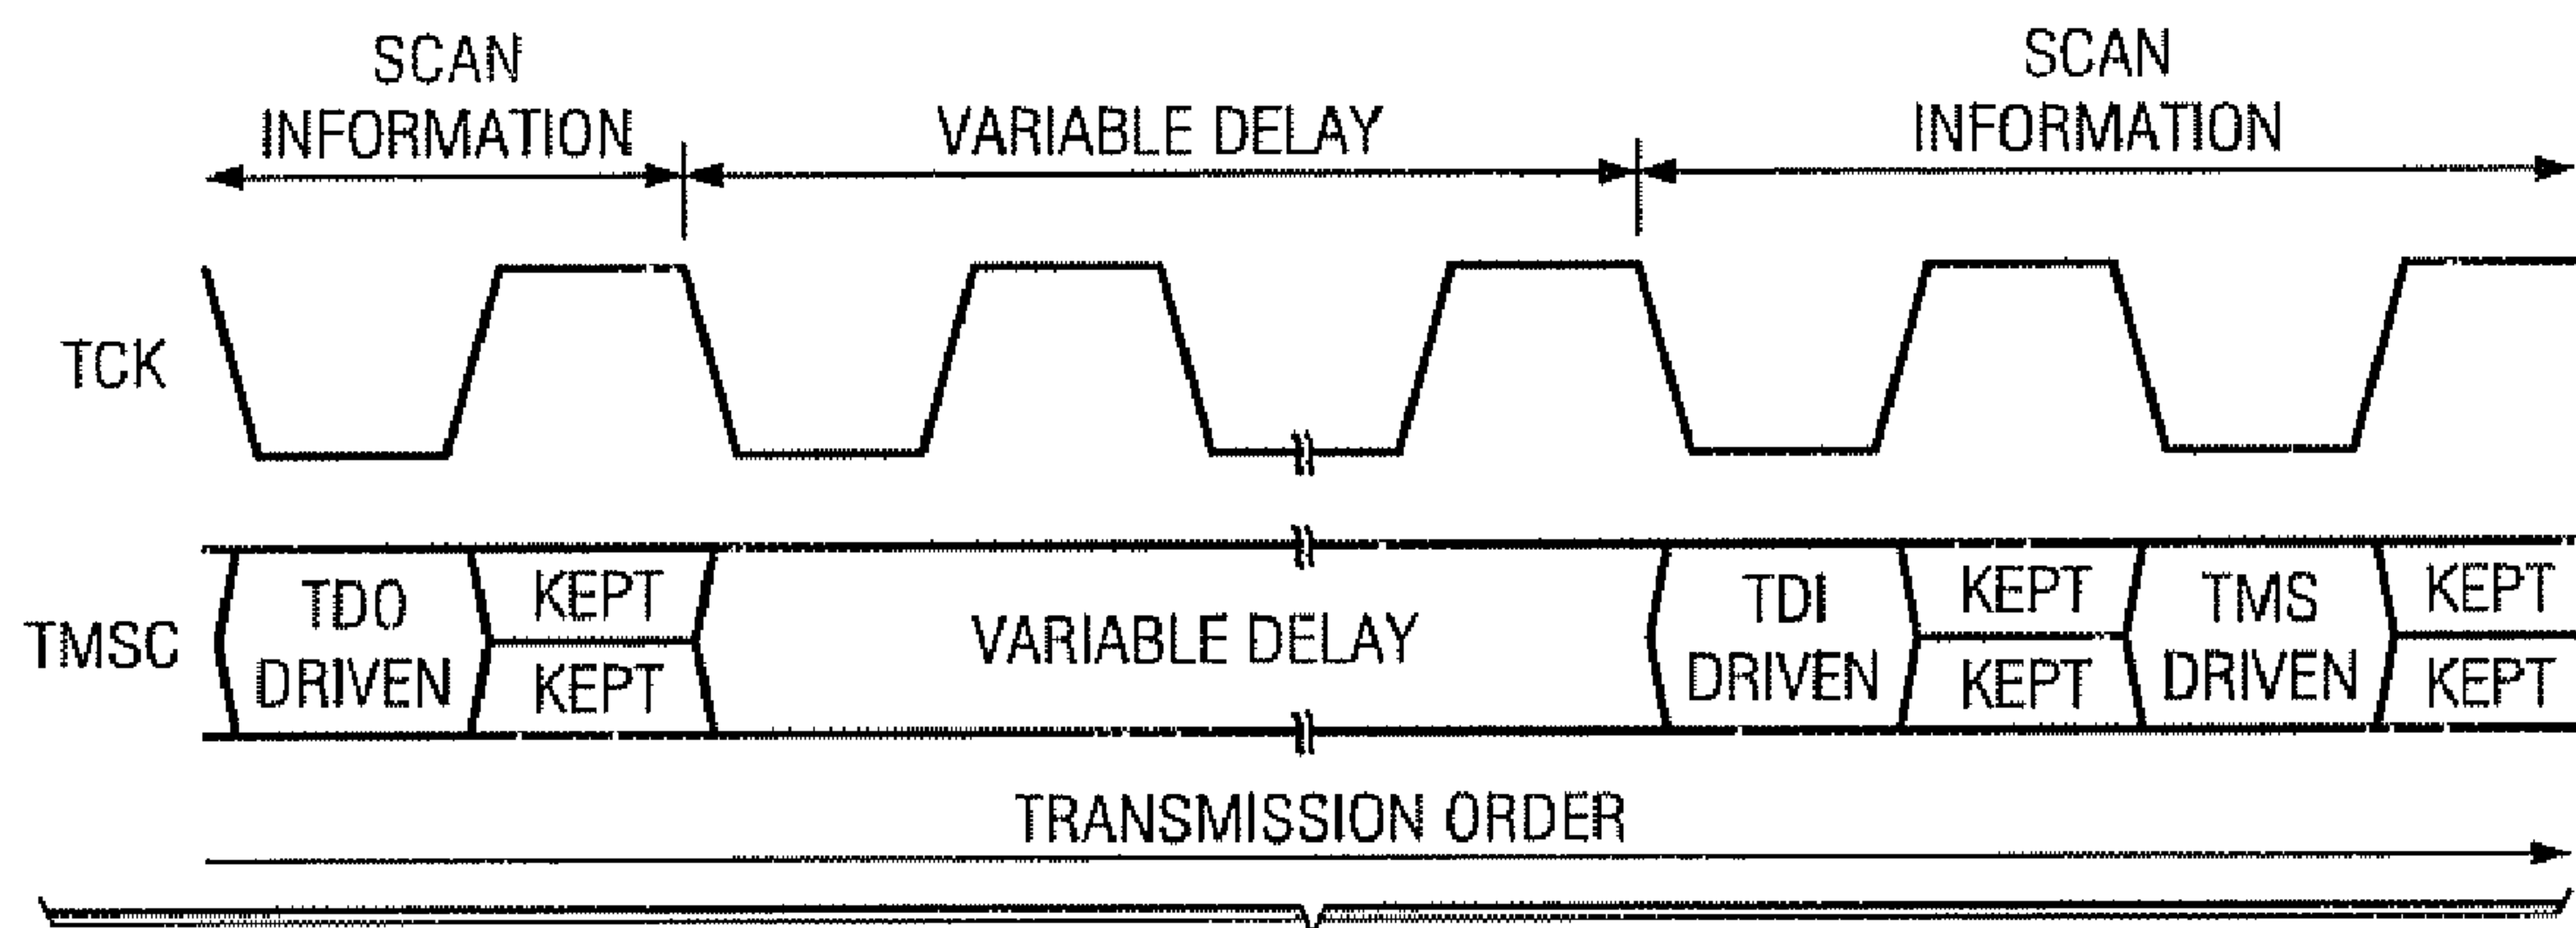 SCAN
INFORMATION
VARIABLE DELAY
SCAN
INFORMATION
TCK
TMSC
TDO
DRIVEN
KEPT
KEPT
VARIABLE DELAY
TDI
DRIVEN
KEPT
KEPT
TMS
DRIVEN
KEPT
KEPT
TRANSMISSION ORDER